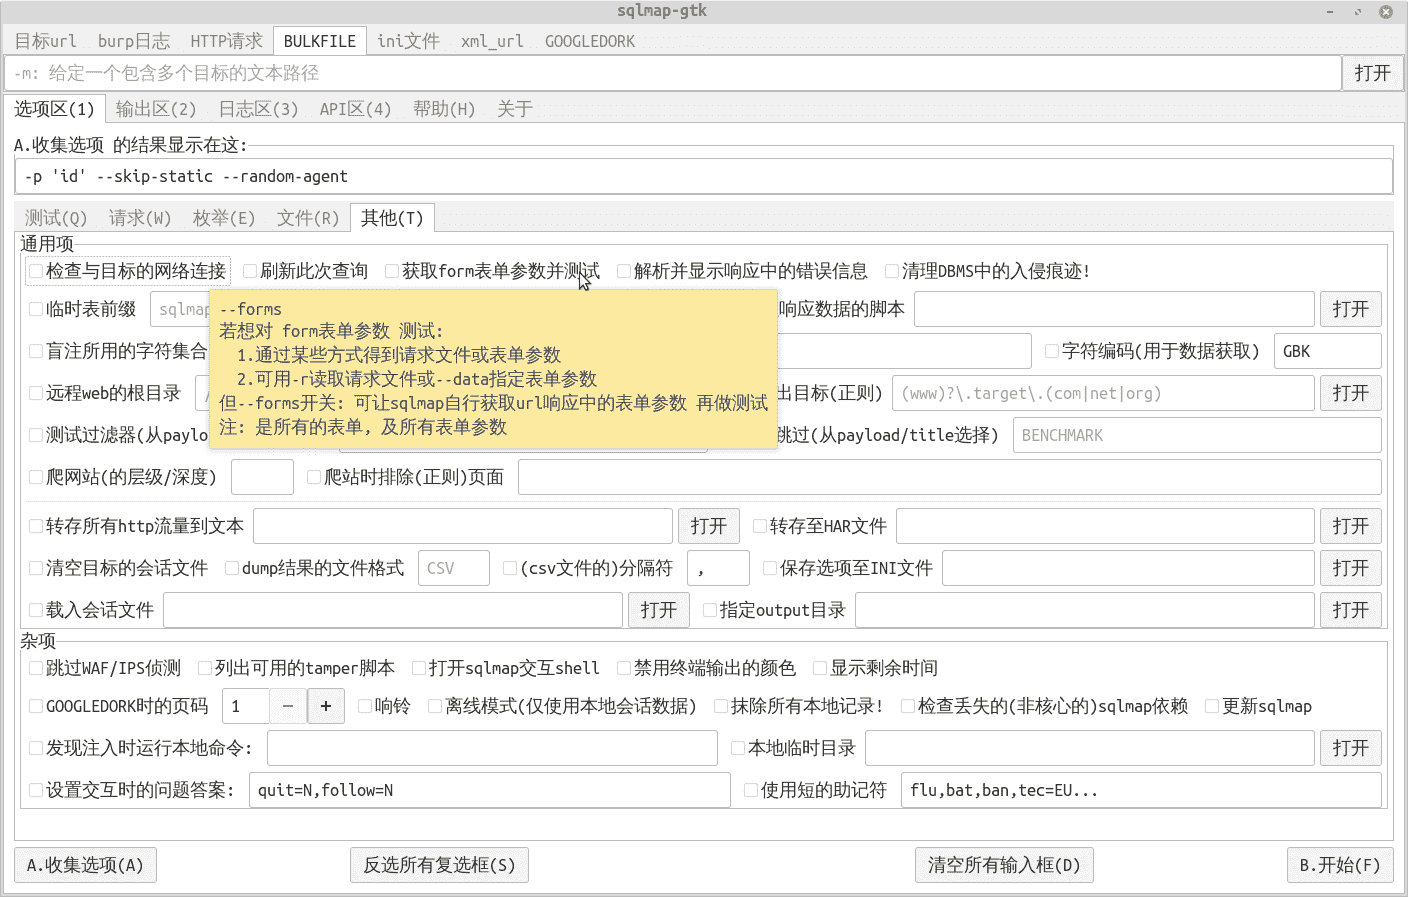 sqlmap-gtk
目标url burp日志 HTTP请求 BULKFILE ini文件 xml_url GOOGLEDORK
-m: 给定一个包含多个目标的文本路径 打开
选项区(1) 输出区(2) 日志区(3) API区(4) 帮助(H) 关于
A.收集选项 的结果显示在这:
-p 'id' --skip-static --random-agent
测试(Q) 请求(W) 枚举(E) 文件(R) 其他(T)
通用项
检查与目标的网络连接 刷新此次查询 获取form表单参数并测试 解析并显示响应中的错误信息 清理DBMS中的入侵痕迹!
临时表前缀 sqlmap 响应数据的脚本 打开
--forms
若想对 form表单参数 测试:
1.通过某些方式得到请求文件或表单参数
2.可用-r读取请求文件或--data指定表单参数
但--forms开关: 可让sqlmap自行获取url响应中的表单参数 再做测试
注: 是所有的表单, 及所有表单参数
盲注所用的字符集合 字符编码(用于数据获取) GBK
远程web的根目录 / 出目标(正则) (www)?\.target\.(com|net|org) 打开
测试过滤器(从paylo 跳过(从payload/title选择) BENCHMARK
爬网站(的层级/深度) 爬站时排除(正则)页面
转存所有http流量到文本 打开 转存至HAR文件 打开
清空目标的会话文件 dump结果的文件格式 CSV (csv文件的)分隔符 , 保存选项至INI文件 打开
载入会话文件 打开 指定output目录 打开
杂项
跳过WAF/IPS侦测 列出可用的tamper脚本 打开sqlmap交互shell 禁用终端输出的颜色 显示剩余时间
GOOGLEDORK时的页码 1 − + 响铃 离线模式(仅使用本地会话数据) 抹除所有本地记录! 检查丢失的(非核心的)sqlmap依赖 更新sqlmap
发现注入时运行本地命令: 本地临时目录 打开
设置交互时的问题答案: quit=N,follow=N 使用短的助记符 flu,bat,ban,tec=EU...
A.收集选项(A) 反选所有复选框(S) 清空所有输入框(D) B.开始(F)